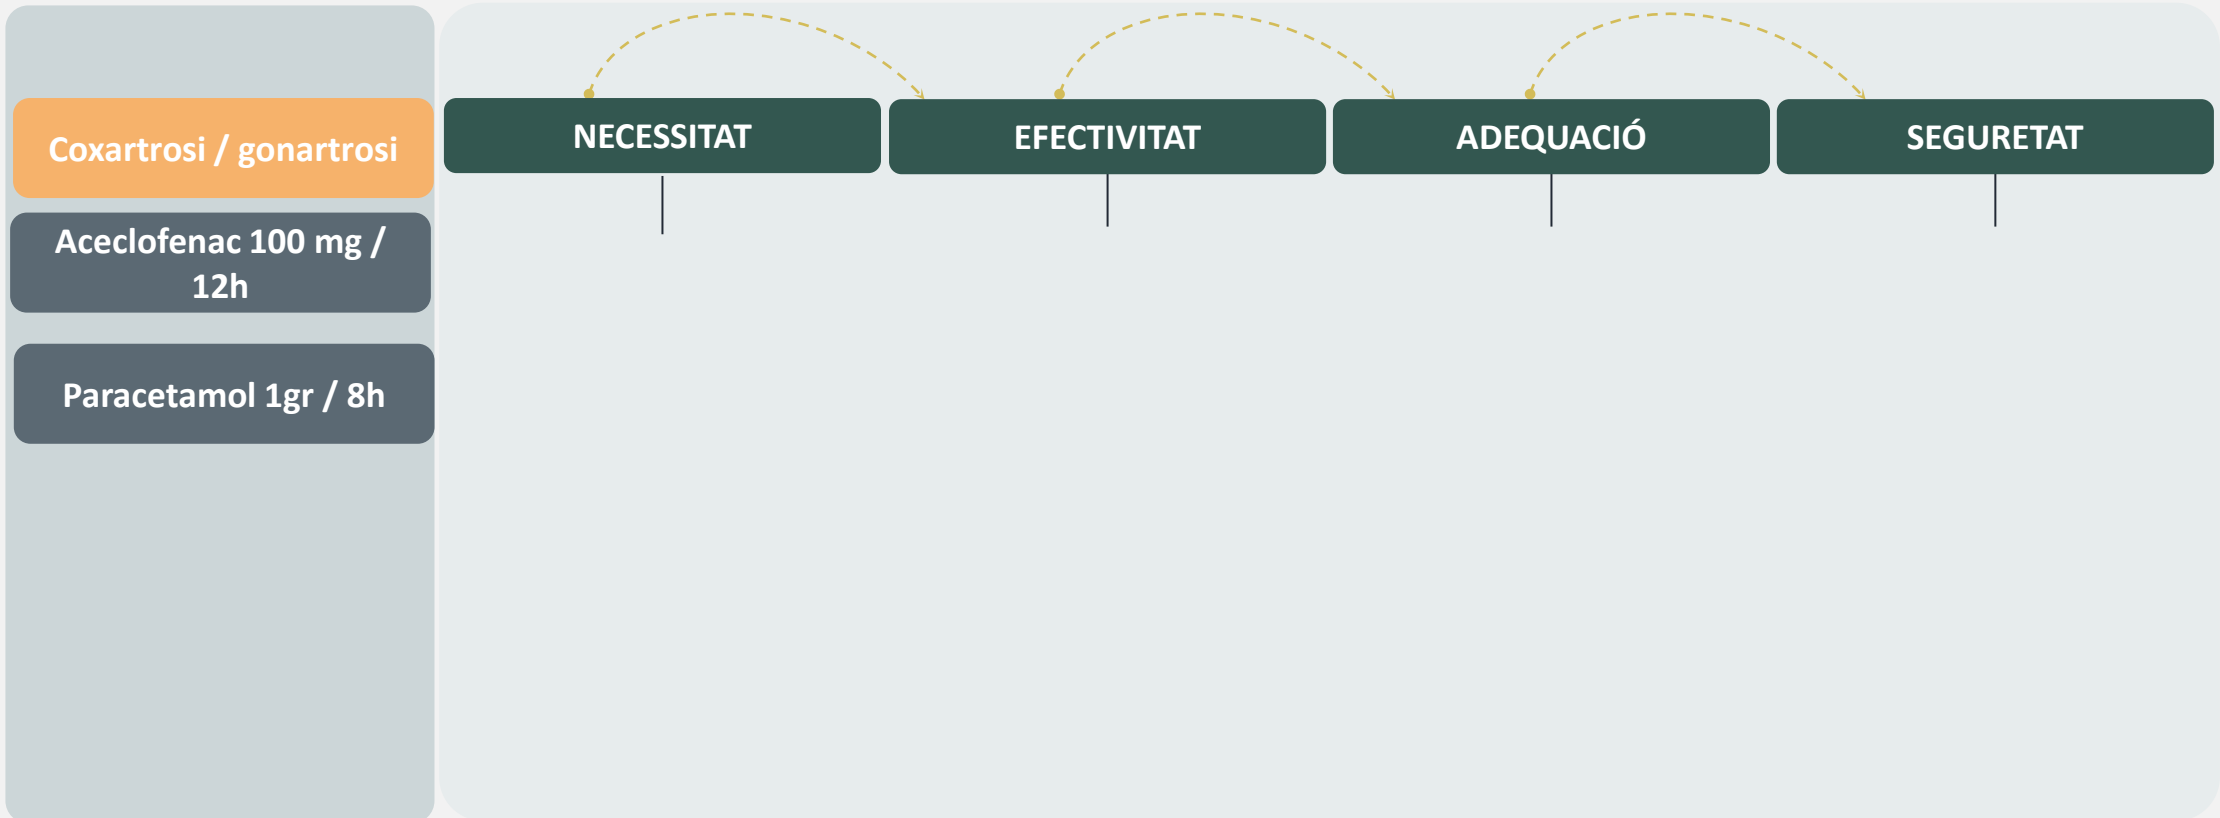 Coxartrosi / gonartrosi
NECESSITAT
EFECTIVITAT
ADEQUACIÓ
SEGURETAT
Aceclofenac 100 mg /
12h
Paracetamol 1gr / 8h